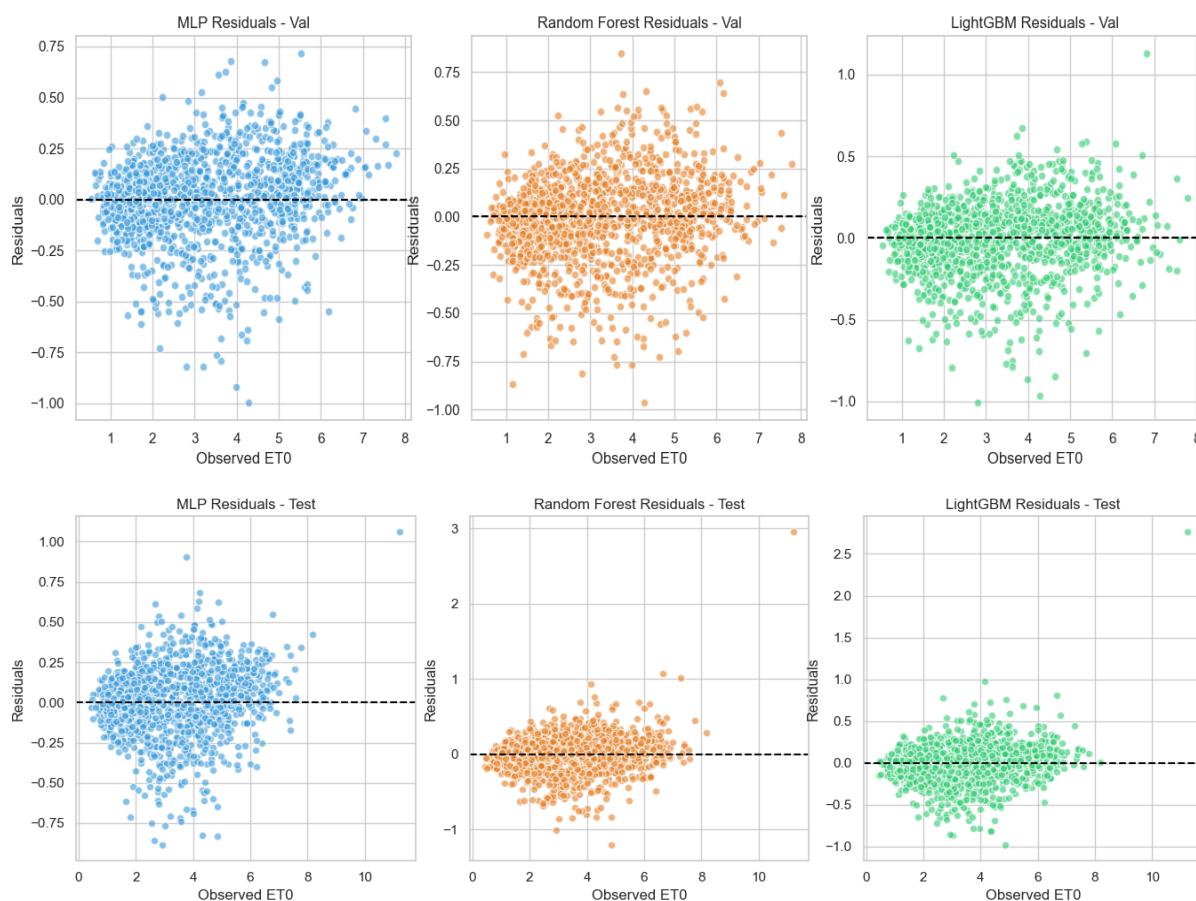 MLP Residuals - Val
Residuals
0.75
0.50
0.25
0.00
−0.25
−0.50
−0.75
−1.00
1 2 3 4 5 6 7 8
Observed ET0
Random Forest Residuals - Val
Residuals
0.75
0.50
0.25
0.00
−0.25
−0.50
−0.75
−1.00
1 2 3 4 5 6 7 8
Observed ET0
LightGBM Residuals - Val
Residuals
1.0
0.5
0.0
−0.5
−1.0
1 2 3 4 5 6 7 8
Observed ET0
MLP Residuals - Test
Residuals
1.00
0.75
0.50
0.25
0.00
−0.25
−0.50
−0.75
0 2 4 6 8 10
Observed ET0
Random Forest Residuals - Test
Residuals
3
2
1
0
−1
0 2 4 6 8 10
Observed ET0
LightGBM Residuals - Test
Residuals
2.5
2.0
1.5
1.0
0.5
0.0
−0.5
−1.0
0 2 4 6 8 10
Observed ET0